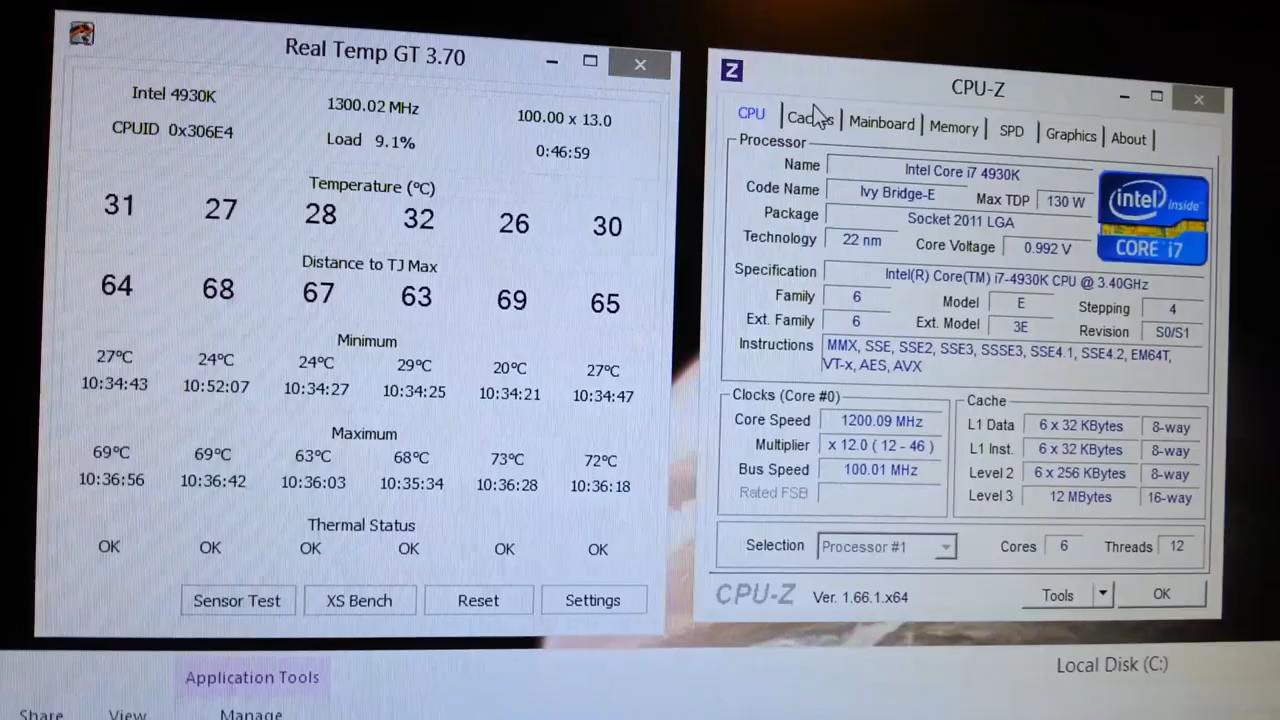 Real Temp GT 3.70
Intel 4930K
1300.02 MHz
100.00 x 13.0
CPUID 0x306E4
Load 9.1%
0:46:59
Temperature (°C)
31 27 28 32 26 30
Distance to TJ Max
64 68 67 63 69 65
Minimum
27°C 24°C 24°C 29°C 20°C 27°C
10:34:43 10:52:07 10:34:27 10:34:25 10:34:21 10:34:47
Maximum
69°C 69°C 63°C 68°C 73°C 72°C
10:36:56 10:36:42 10:36:03 10:35:34 10:36:28 10:36:18
Thermal Status
OK OK OK OK OK OK
Sensor Test XS Bench Reset Settings
Z
CPU-Z
CPU Caches Mainboard Memory SPD Graphics About
Processor
Name Intel Core i7 4930K
Code Name Ivy Bridge-E Max TDP 130 W
Package Socket 2011 LGA
Technology 22 nm Core Voltage 0.992 V
intel inside
CORE i7
Specification Intel(R) Core(TM) i7-4930K CPU @ 3.40GHz
Family 6 Model E Stepping 4
Ext. Family 6 Ext. Model 3E Revision S0/S1
Instructions MMX, SSE, SSE2, SSE3, SSSE3, SSE4.1, SSE4.2, EM64T,
VT-x, AES, AVX
Clocks (Core #0)
Core Speed 1200.09 MHz
Multiplier x 12.0 ( 12 - 46 )
Bus Speed 100.01 MHz
Rated FSB
Cache
L1 Data 6 x 32 KBytes 8-way
L1 Inst. 6 x 32 KBytes 8-way
Level 2 6 x 256 KBytes 8-way
Level 3 12 MBytes 16-way
Selection Processor #1 Cores 6 Threads 12
CPU-Z Ver. 1.66.1.x64 Tools OK
Application Tools
Local Disk (C:)
Share View Manage